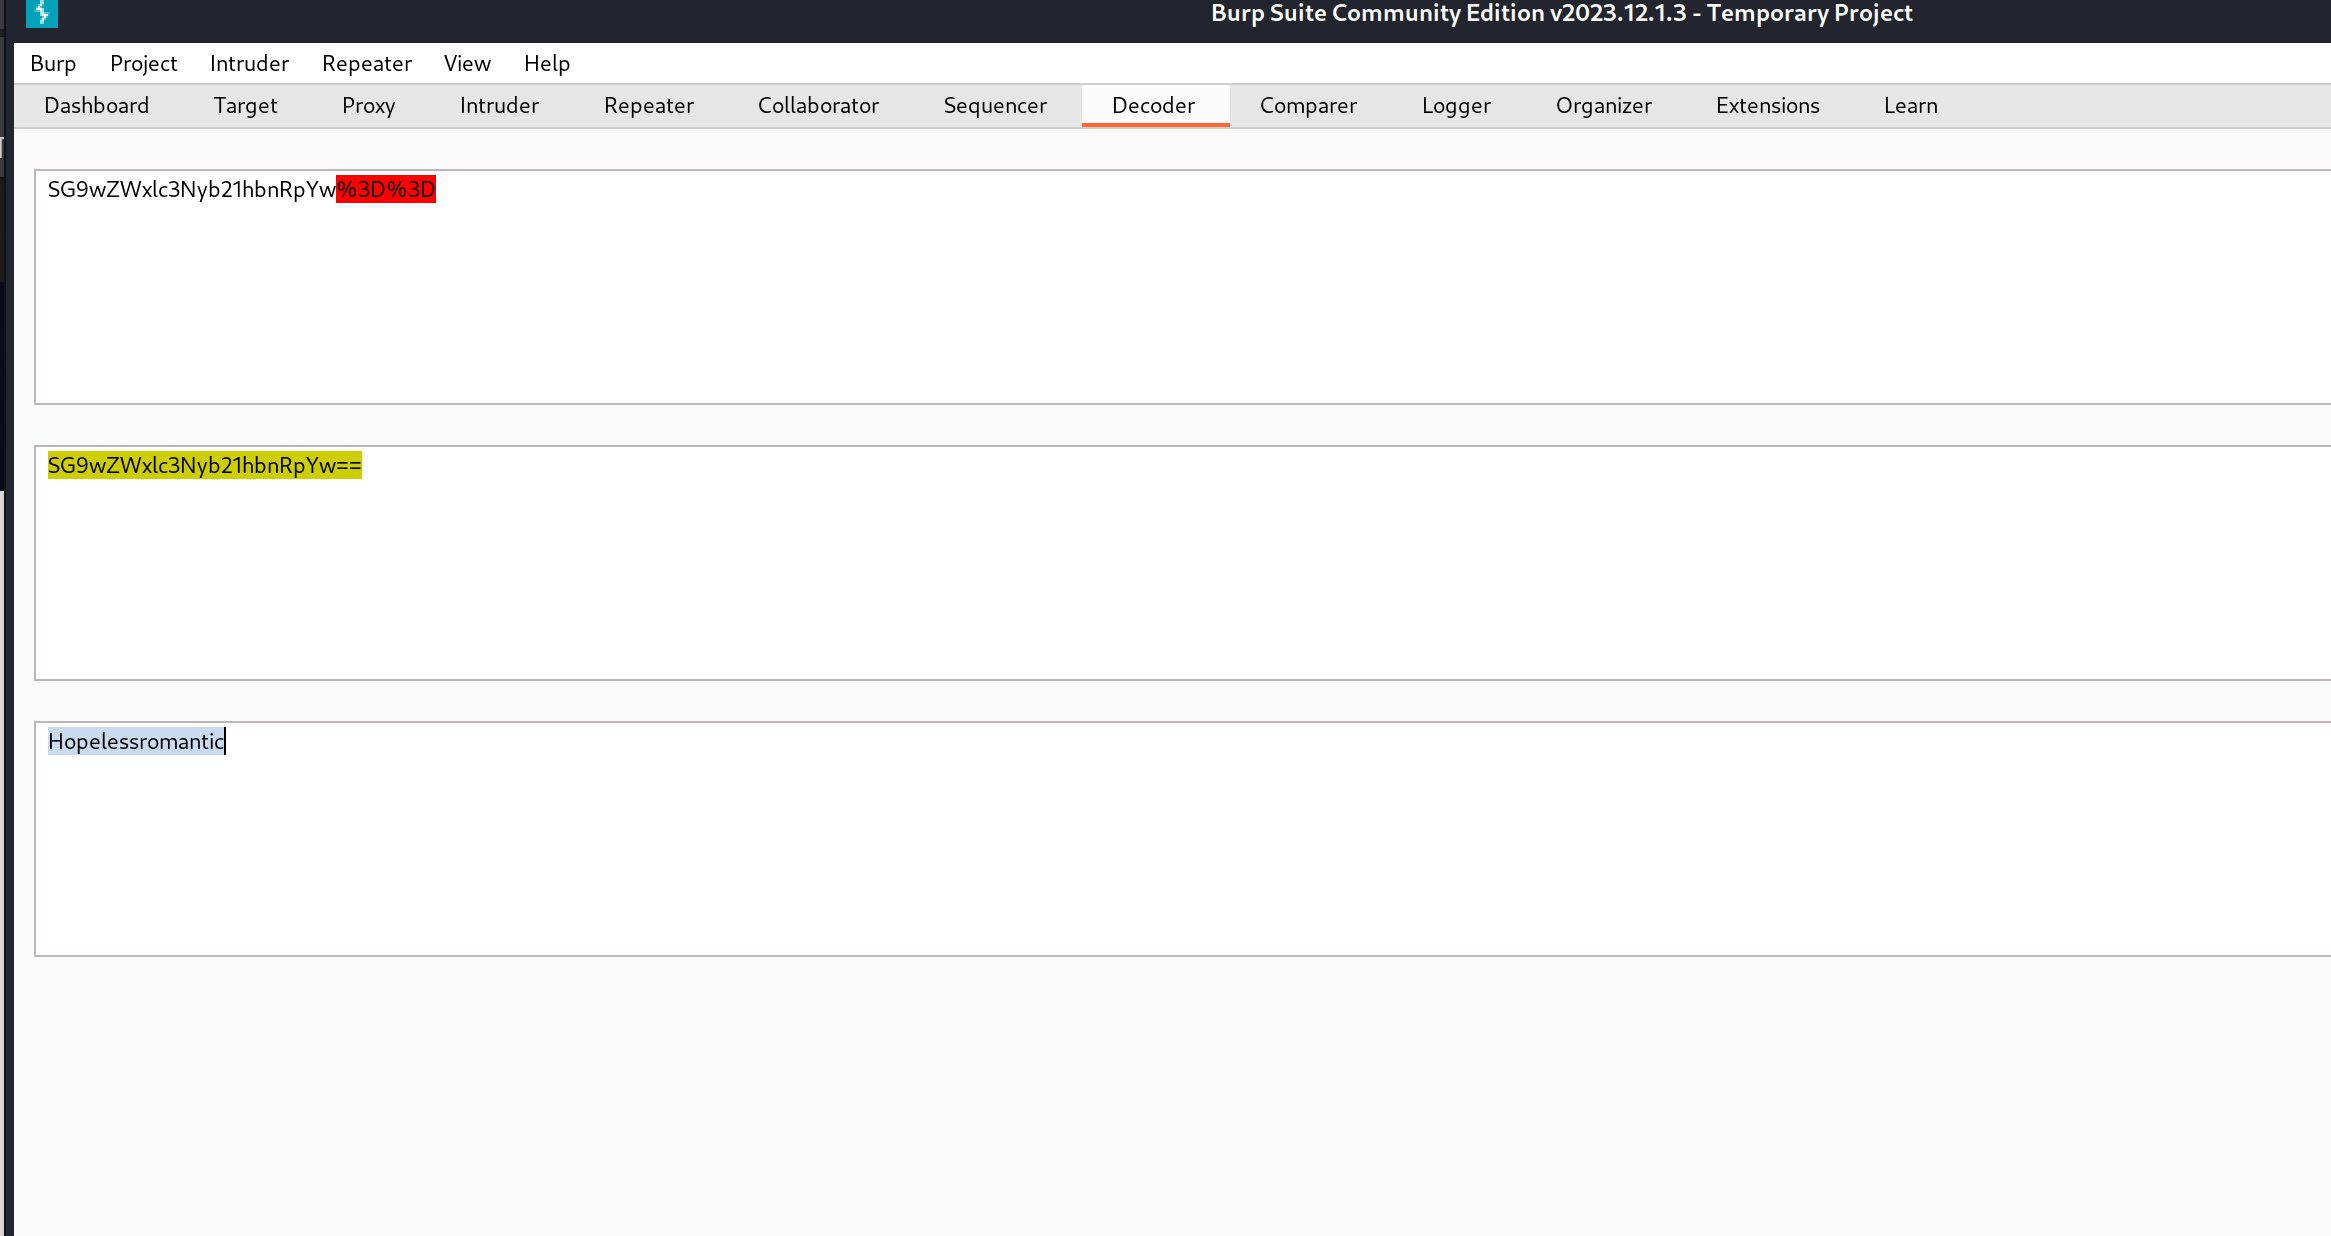 Burp Suite Community Edition v2023.12.1.3 - Temporary Project
Burp Project Intruder Repeater View Help
Dashboard Target Proxy Intruder Repeater Collaborator Sequencer Decoder Comparer Logger Organizer Extensions Learn
SG9wZWxlc3Nyb21hbnRpYw%3D%3D
SG9wZWxlc3Nyb21hbnRpYw==
Hopelessromantic